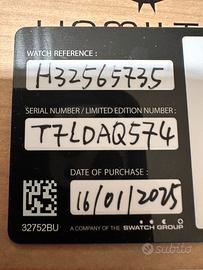 HAMILT
WATCH REFERENCE :
H32565735
SERIAL NUMBER / LIMITED EDITION NUMBER :
T7LDAQ574
DATE OF PURCHASE :
16/01/2025
32752BU
A COMPANY OF THE SWATCH GROUP
subito